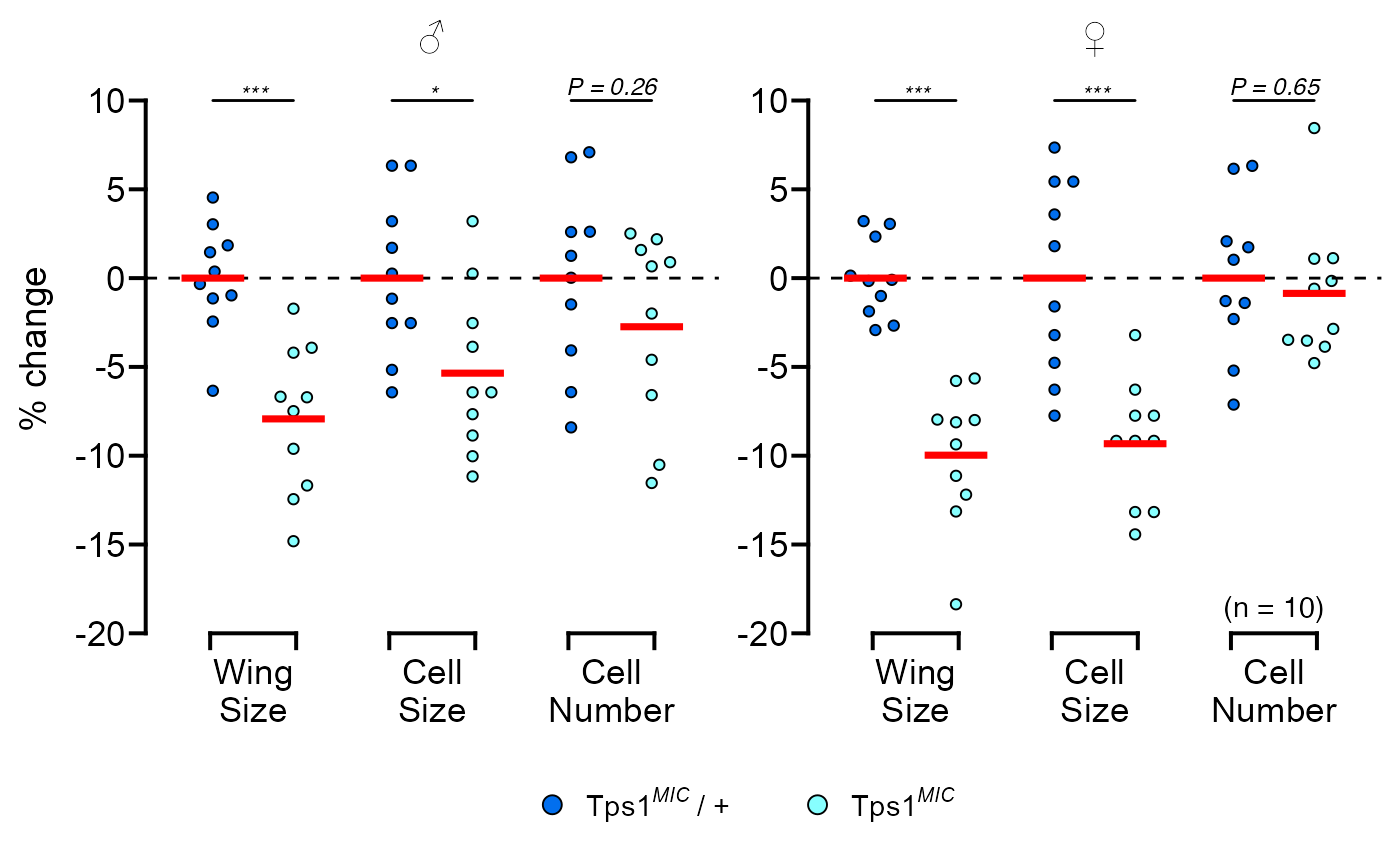 ♂ ♀
*** * P = 0.26 *** *** P = 0.65
10 10
5 5
0 0
-5 -5
-10 -10
-15 -15
-20 -20
% change
(n = 10)
Wing Size Cell Size Cell Number Wing Size Cell Size Cell Number
Tps1MIC / + Tps1MIC